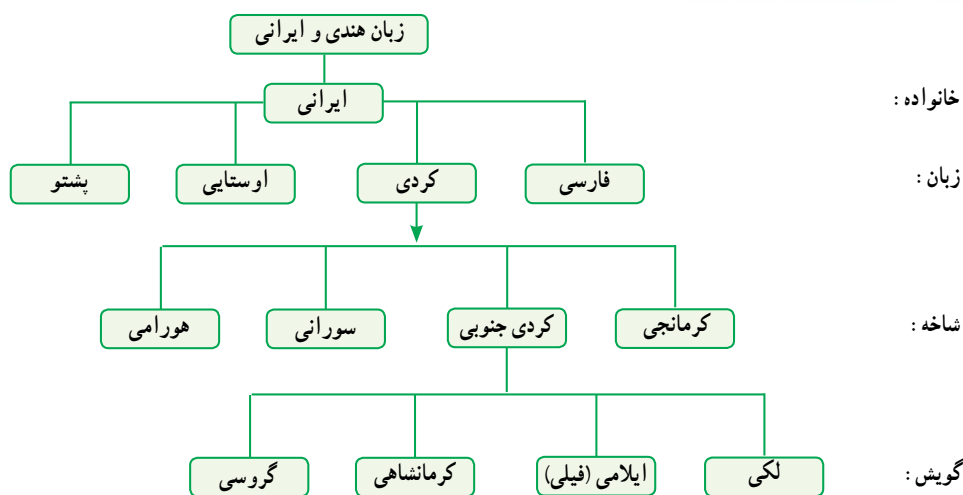 زبان هندی و ایرانی
خانواده : ایرانی
زبان : فارسی کردی اوستایی پشتو
شاخه : کرمانجی کردی جنوبی سورانی هورامی
گویش : لکی ایلامی (فیلی) کرمانشاهی گروسی